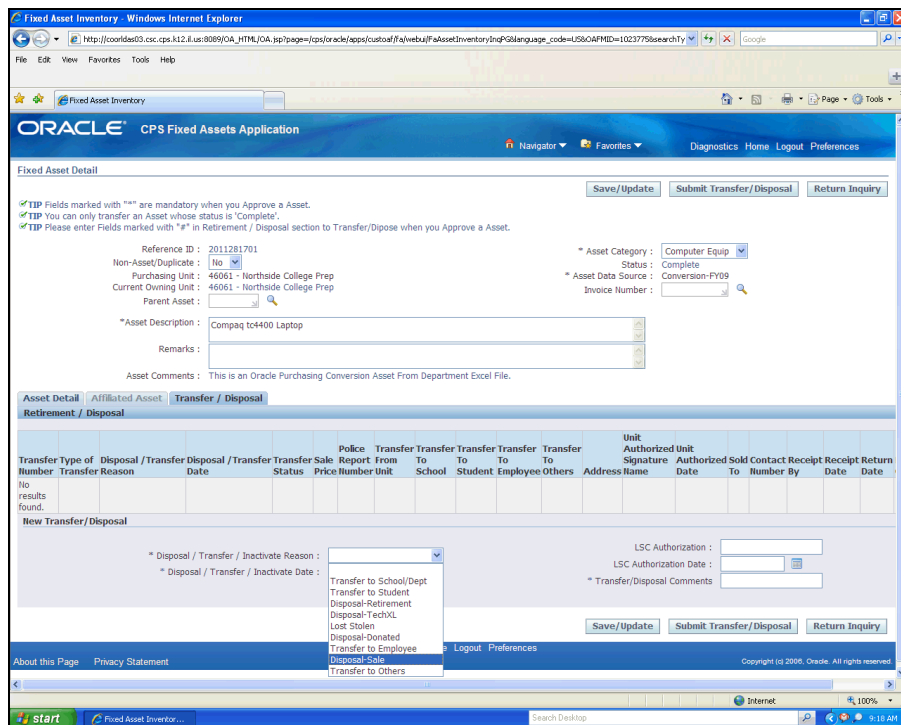 Fixed Asset Inventory - Windows Internet Explorer
http://cosrldas03.csc.cps.k12.il.us:8089/OA_HTML/OA.jsp?page=/cps/oracle/apps/custoaf/fa/webui/FaAssetInventoryInqPG&language_code=US&OAFMID=1023775&searchTy
Google
File Edit View Favorites Tools Help
Fixed Asset Inventory
Page Tools
ORACLE® CPS Fixed Assets Application
Navigator Favorites
Diagnostics Home Logout Preferences
Fixed Asset Detail
Save/Update Submit Transfer/Disposal Return Inquiry
TIP Fields marked with "*" are mandatory when you Approve a Asset.
TIP You can only transfer an Asset whose status is 'Complete'.
TIP Please enter Fields marked with "#" in Retirement / Disposal section to Transfer/Dipose when you Approve a Asset.
Reference ID : 2011281701
Non-Asset/Duplicate : No
Purchasing Unit : 46061 - Northside College Prep
Current Owning Unit : 46061 - Northside College Prep
Parent Asset :
* Asset Category : Computer Equip
Status : Complete
* Asset Data Source : Conversion-FY09
Invoice Number :
*Asset Description : Compaq tc4400 Laptop
Remarks :
Asset Comments : This is an Oracle Purchasing Conversion Asset From Department Excel File.
Asset Detail Affiliated Asset Transfer / Disposal
Retirement / Disposal
Transfer Number
Type of Transfer
Disposal /Transfer Reason
Disposal /Transfer Date
Transfer Status
Sale Price
Police Report Number
Transfer From Unit
Transfer To School
Transfer To Student
Transfer To Employee
Transfer To Others
Address
Unit Authorized Signature Name
Unit Authorized Date
Sold To
Contact Number
Receipt By
Receipt Date
Receipt Date
Return Date
No results found.
New Transfer/Disposal
* Disposal / Transfer / Inactivate Reason :
* Disposal / Transfer / Inactivate Date :
Transfer to School/Dept
Transfer to Student
Disposal-Retirement
Disposal-TechXL
Lost Stolen
Disposal-Donated
Transfer to Employee
Disposal-Sale
Transfer to Others
LSC Authorization :
LSC Authorization Date :
* Transfer/Disposal Comments
Save/Update Submit Transfer/Disposal Return Inquiry
e Logout Preferences
About this Page Privacy Statement
Copyright (c) 2006, Oracle. All rights reserved.
Internet 100%
start Fixed Asset Inventor... Search Desktop 9:18 AM